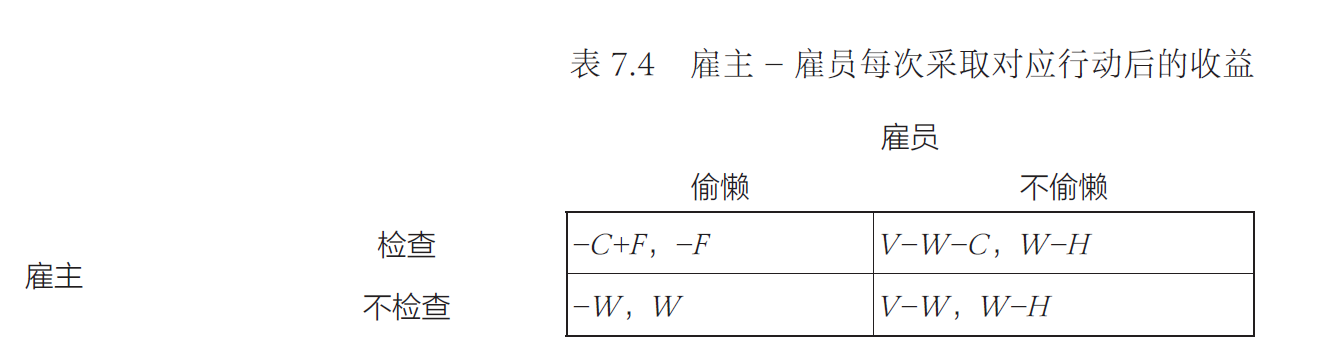 表 7.4 雇主 – 雇员每次采取对应行动后的收益
雇员
偷懒 不偷懒
检查 −C+F, −F V−W−C, W−H
雇主
不检查 −W, W V−W, W−H